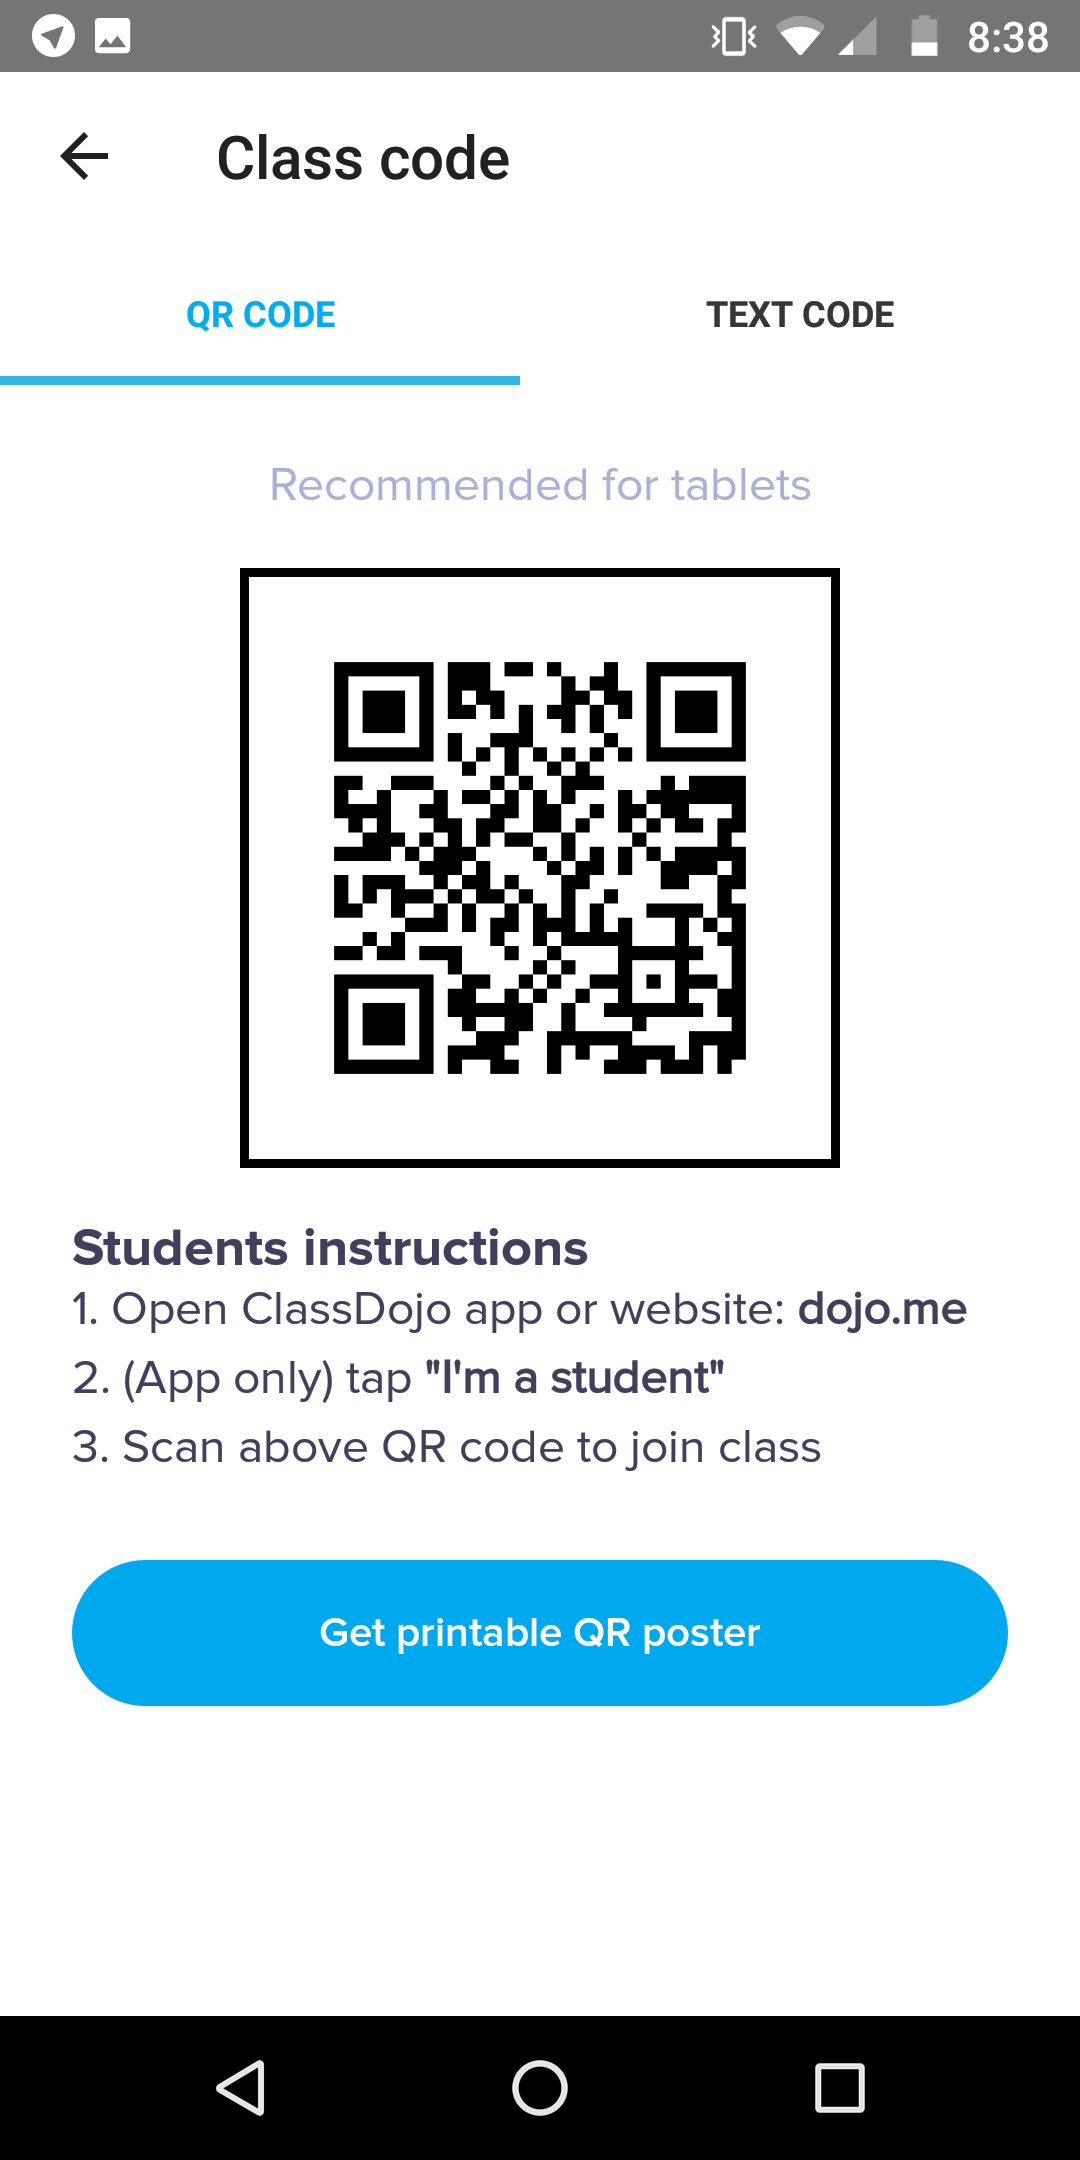 8:38
Class code
QR CODE
TEXT CODE
Recommended for tablets
Students instructions
1. Open ClassDojo app or website: dojo.me
2. (App only) tap "I'm a student"
3. Scan above QR code to join class
Get printable QR poster